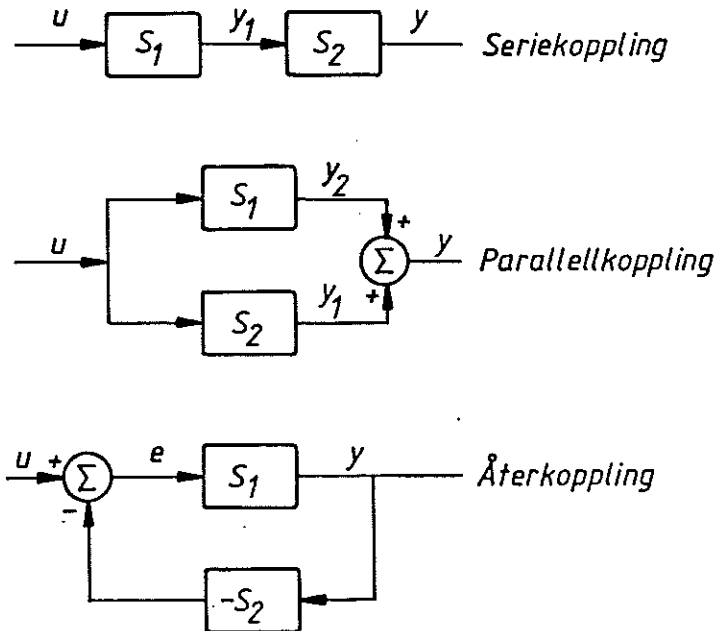 u S₁ y₁ S₂ y Seriekoppling
S₁ y₂ +
u Σ y Parallellkoppling
S₂ y₁ +
u + Σ e S₁ y Återkoppling
−
-S₂